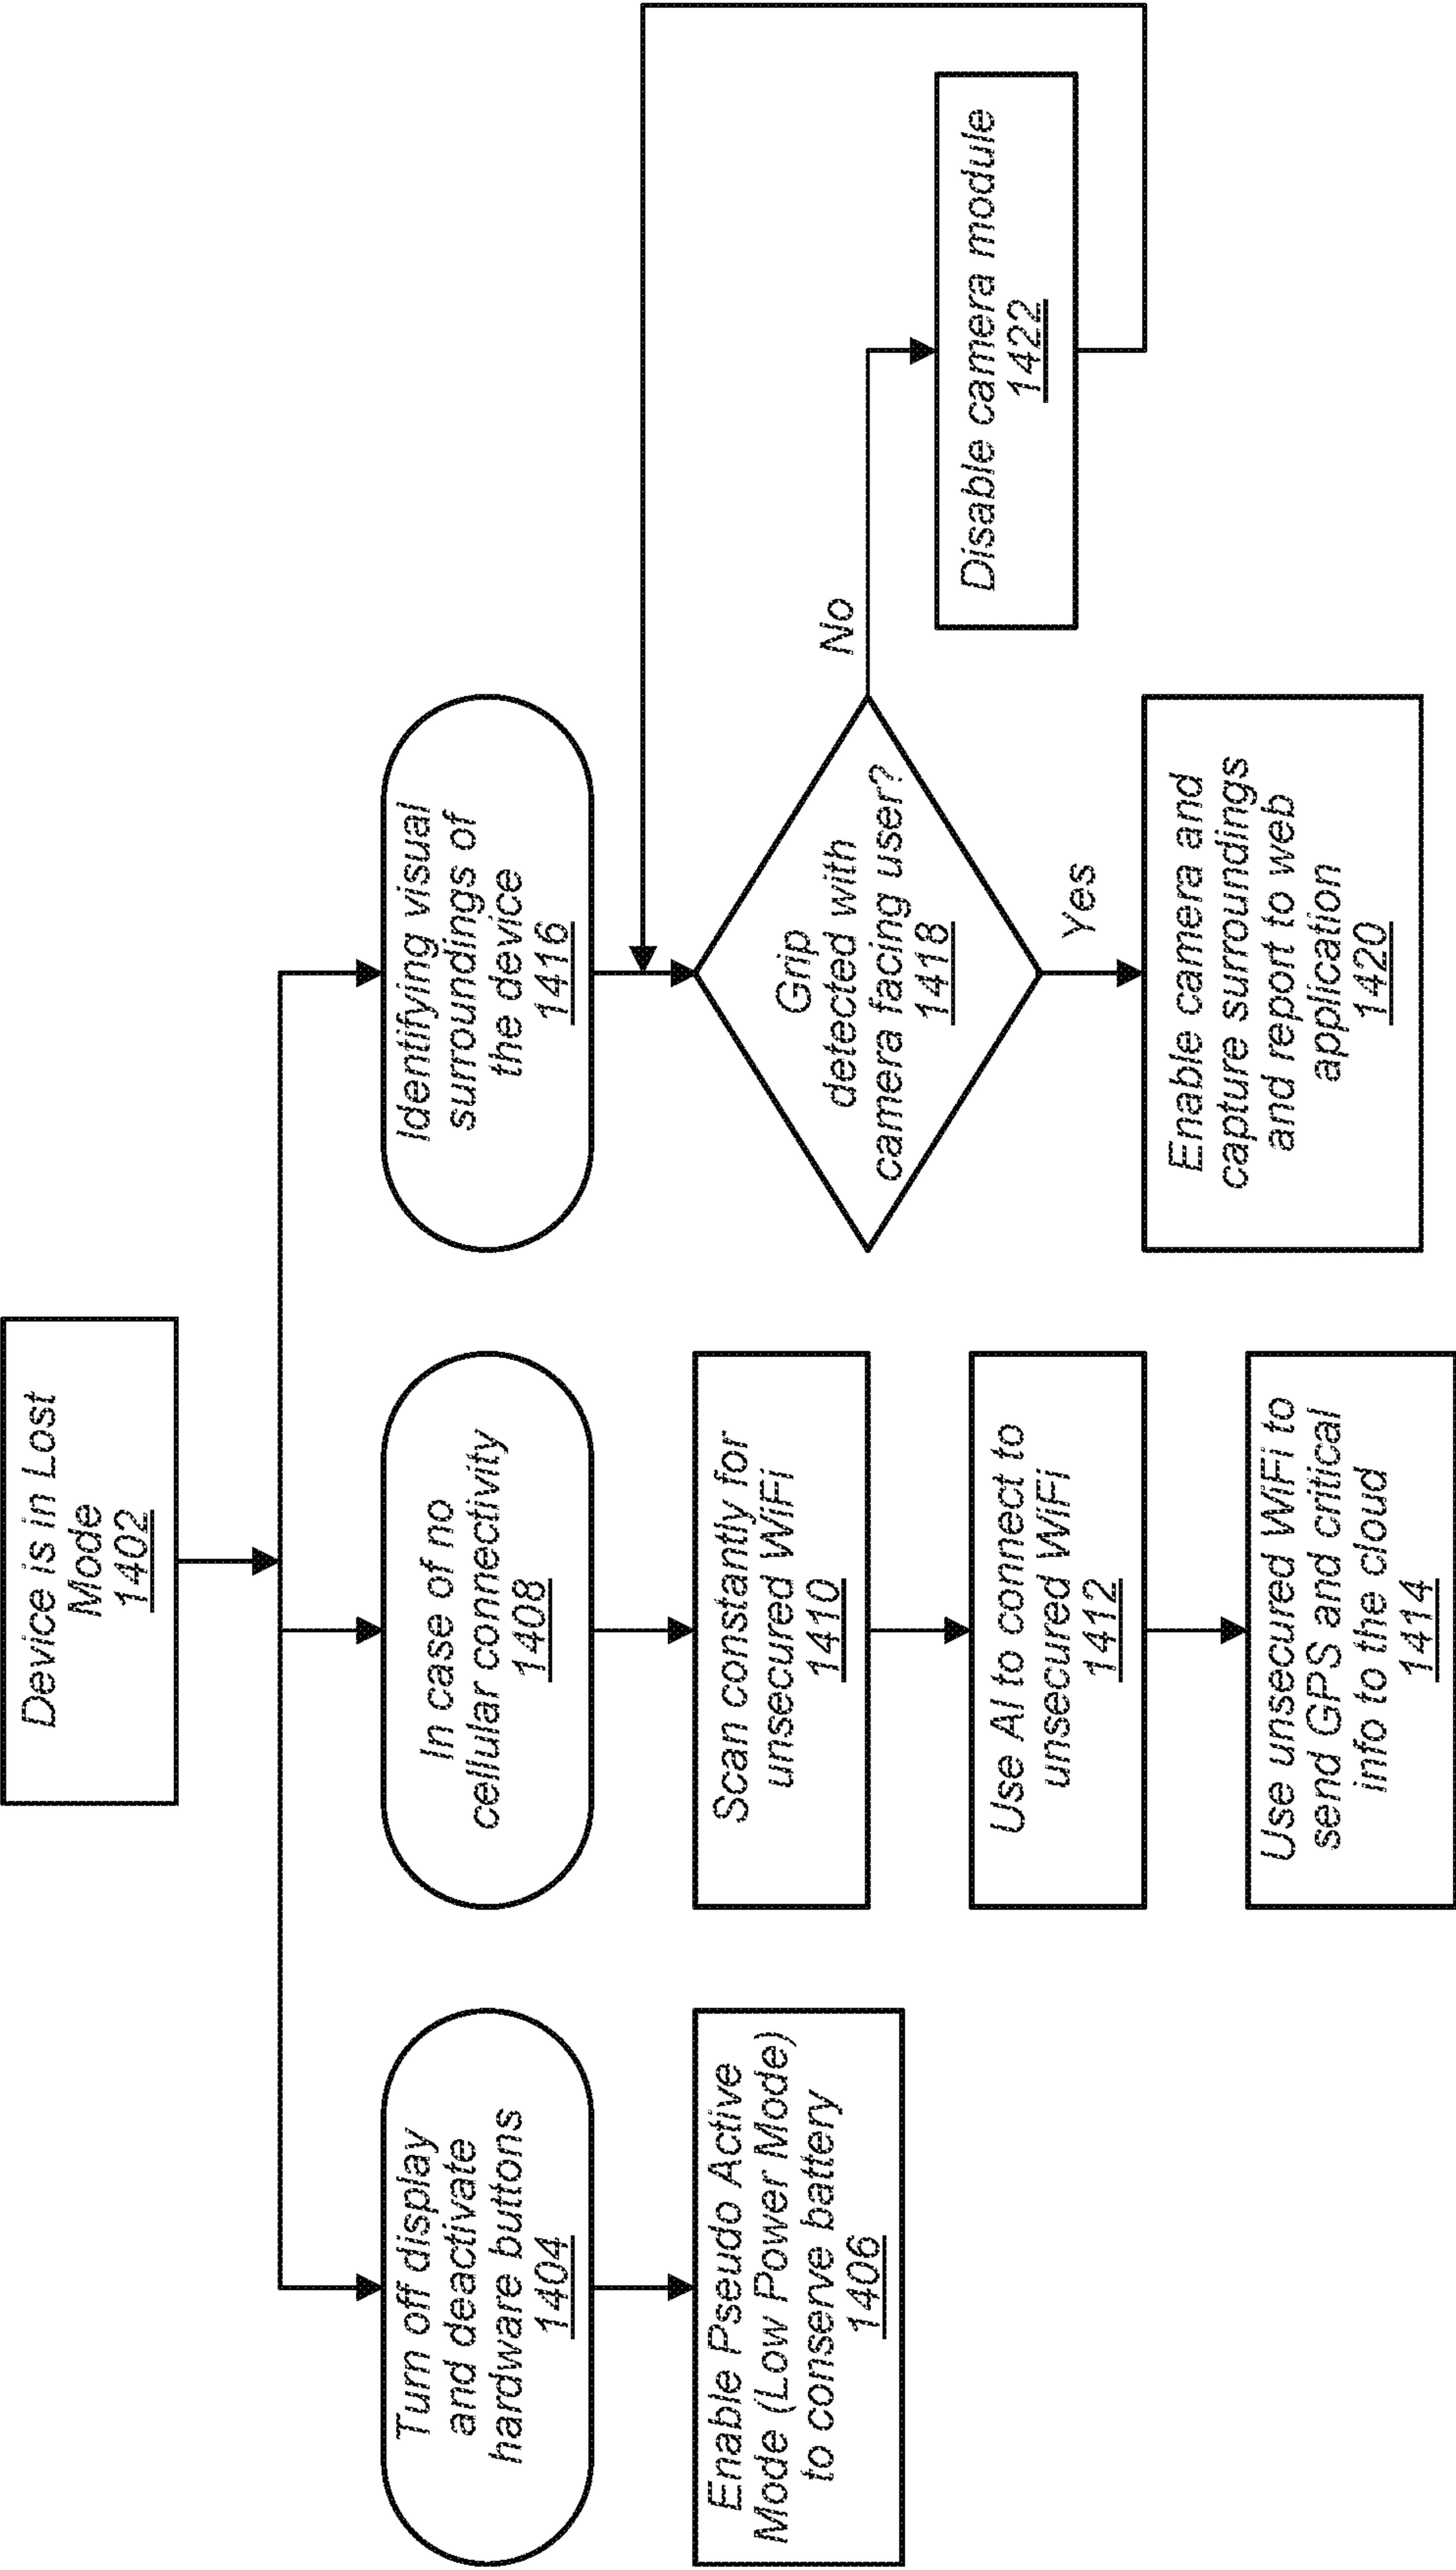 Device is in Lost
Mode
1402
Turn off display
and deactivate
hardware buttons
1404
Enable Pseudo Active
Mode (Low Power Mode)
to conserve battery
1406
In case of no
cellular connectivity
1408
Scan constantly for
unsecured WiFi
1410
Use AI to connect to
unsecured WiFi
1412
Use unsecured WiFi to
send GPS and critical
info to the cloud
1414
Identifying visual
surroundings of
the device
1416
Grip
detected with
camera facing user?
1418
Yes
No
Enable camera and
capture surroundings
and report to web
application
1420
Disable camera module
1422